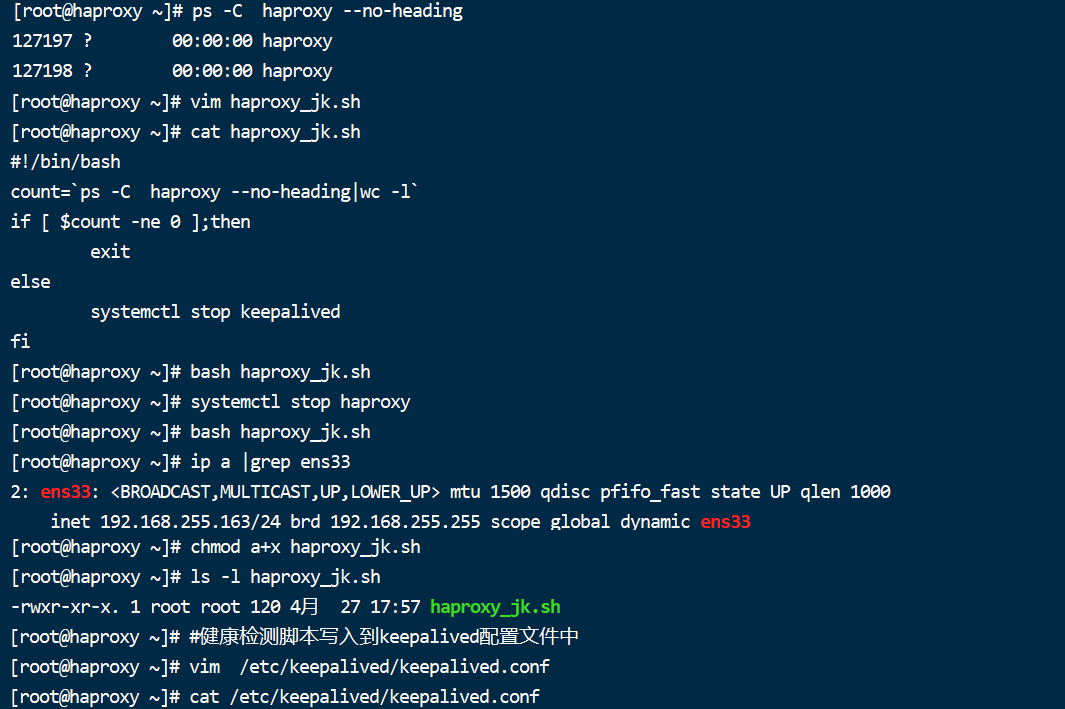 [root@haproxy ~]# ps -C  haproxy --no-heading
127197 ?        00:00:00 haproxy
127198 ?        00:00:00 haproxy
[root@haproxy ~]# vim haproxy_jk.sh
[root@haproxy ~]# cat haproxy_jk.sh
#!/bin/bash
count=`ps -C  haproxy --no-heading|wc -l`
if [ $count -ne 0 ];then
        exit
else
        systemctl stop keepalived
fi
[root@haproxy ~]# bash haproxy_jk.sh
[root@haproxy ~]# systemctl stop haproxy
[root@haproxy ~]# bash haproxy_jk.sh
[root@haproxy ~]# ip a |grep ens33
2: ens33: <BROADCAST,MULTICAST,UP,LOWER_UP> mtu 1500 qdisc pfifo_fast state UP qlen 1000
    inet 192.168.255.163/24 brd 192.168.255.255 scope global dynamic ens33
[root@haproxy ~]# chmod a+x haproxy_jk.sh
[root@haproxy ~]# ls -l haproxy_jk.sh
-rwxr-xr-x. 1 root root 120 4月  27 17:57 haproxy_jk.sh
[root@haproxy ~]# #健康检测脚本写入到keepalived配置文件中
[root@haproxy ~]# vim  /etc/keepalived/keepalived.conf
[root@haproxy ~]# cat /etc/keepalived/keepalived.conf